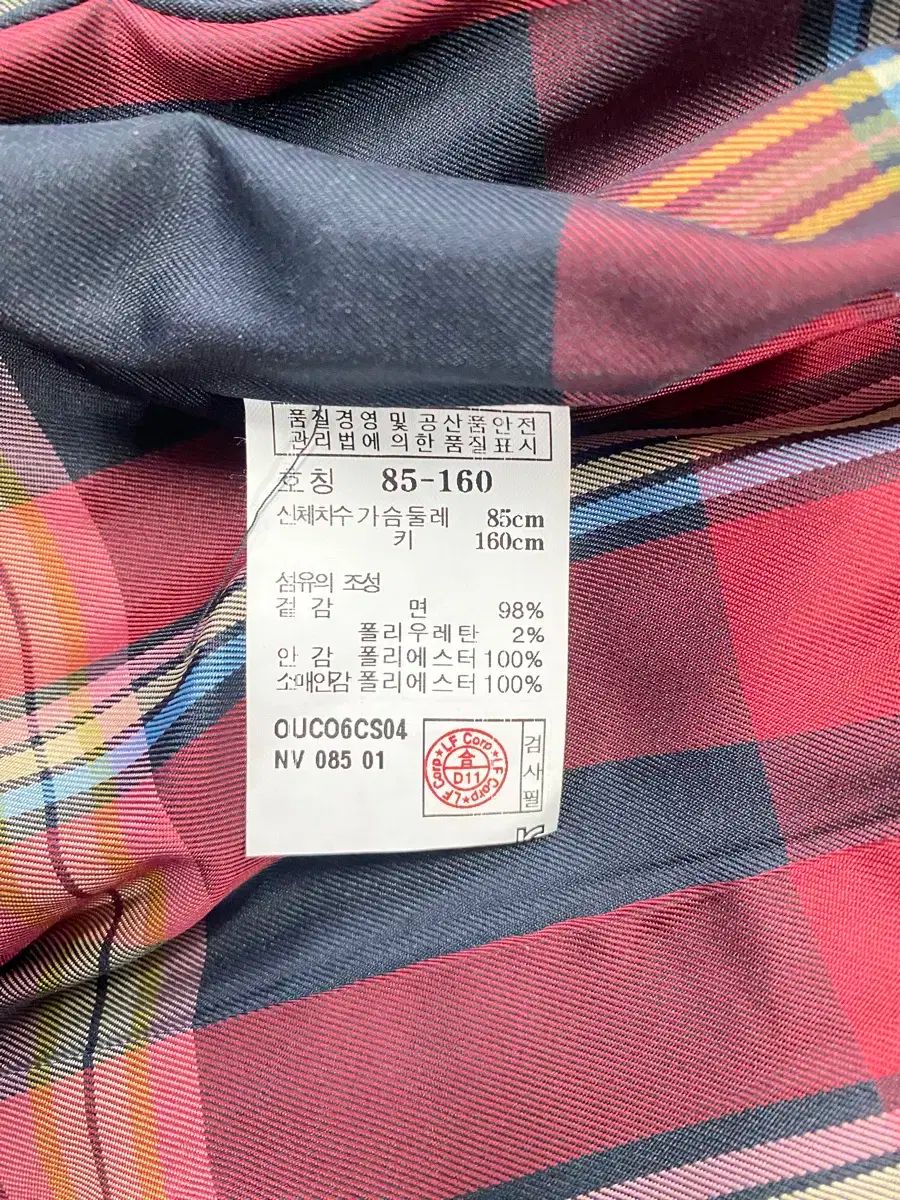 품질경영 및 공산품안전
관리법에 의한 품질표시
호칭 85-160
신체치수 가슴둘레 85cm
키 160cm
섬유의 조성
겉감 면 98%
폴리우레탄 2%
안감 폴리에스터 100%
소매안감 폴리에스터 100%
OUCO6CS04
NV 085 01
LF Corp★LF Corp★LF Corp★
合
D11
검사필